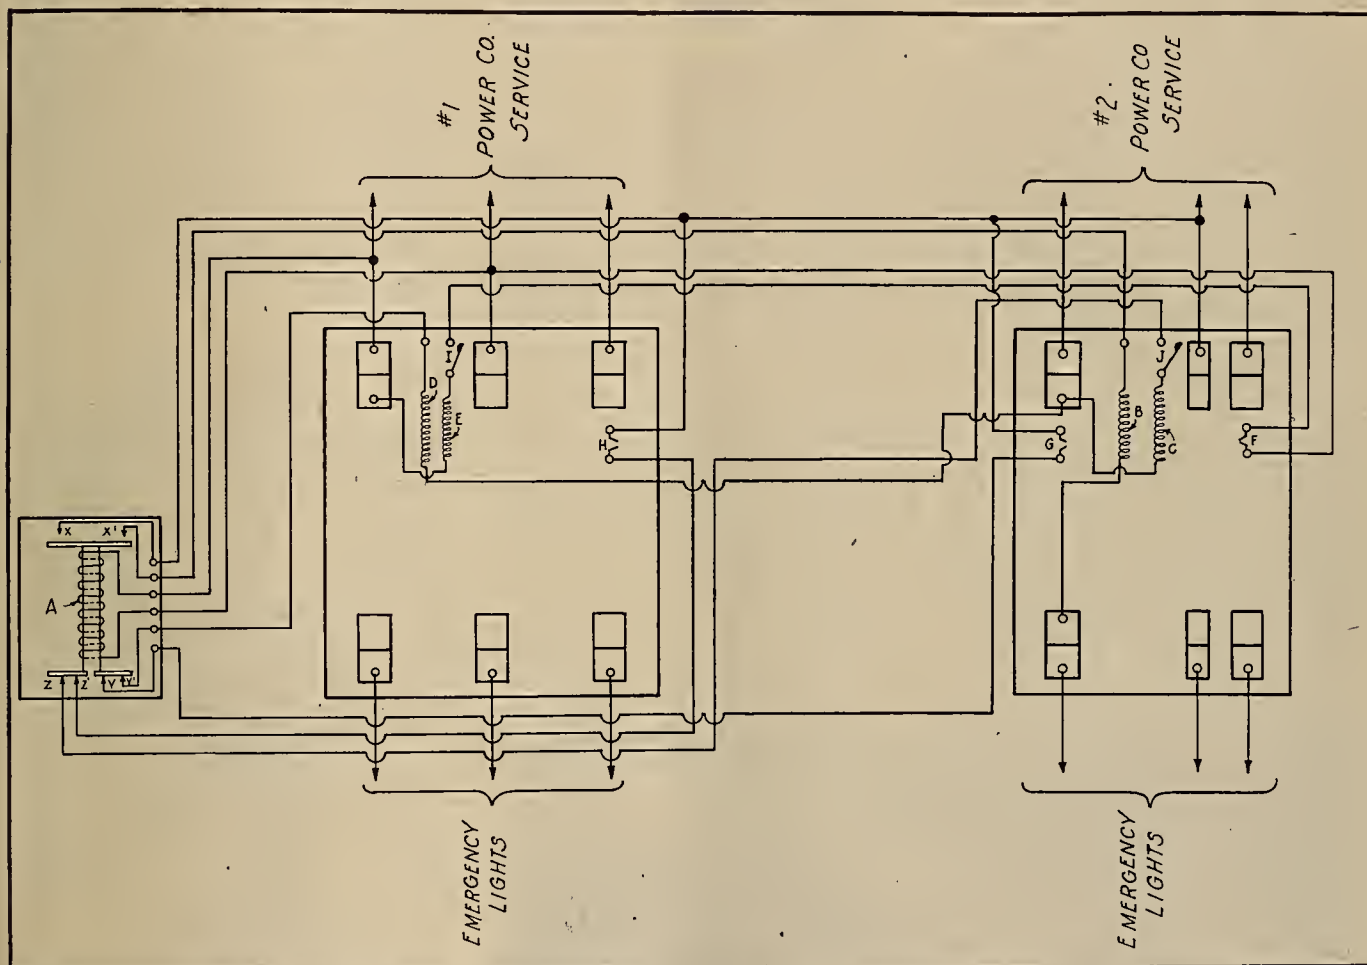 #1
POWER CO.
SERVICE
#2.
POWER CO
SERVICE
I
D
E
H
J
B
C
G
F
X X'
A
Z Z' Y Y'
EMERGENCY
LIGHTS
EMERGENCY
LIGHTS